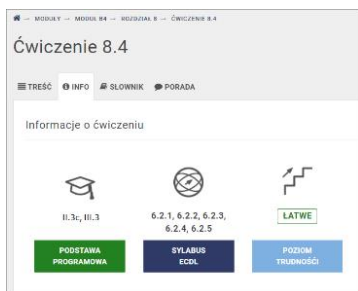 → MODUŁY → MODUŁ B4 → ROZDZIAŁ 8 → ĆWICZENIE 8.4
Ćwiczenie 8.4
TREŚĆ INFO SŁOWNIK PORADA
Informacje o ćwiczeniu
II.3c, III.3
6.2.1, 6.2.2, 6.2.3,
6.2.4, 6.2.5
ŁATWE
PODSTAWA
PROGRAMOWA
SYLABUS
ECDL
POZIOM
TRUDNOŚCI